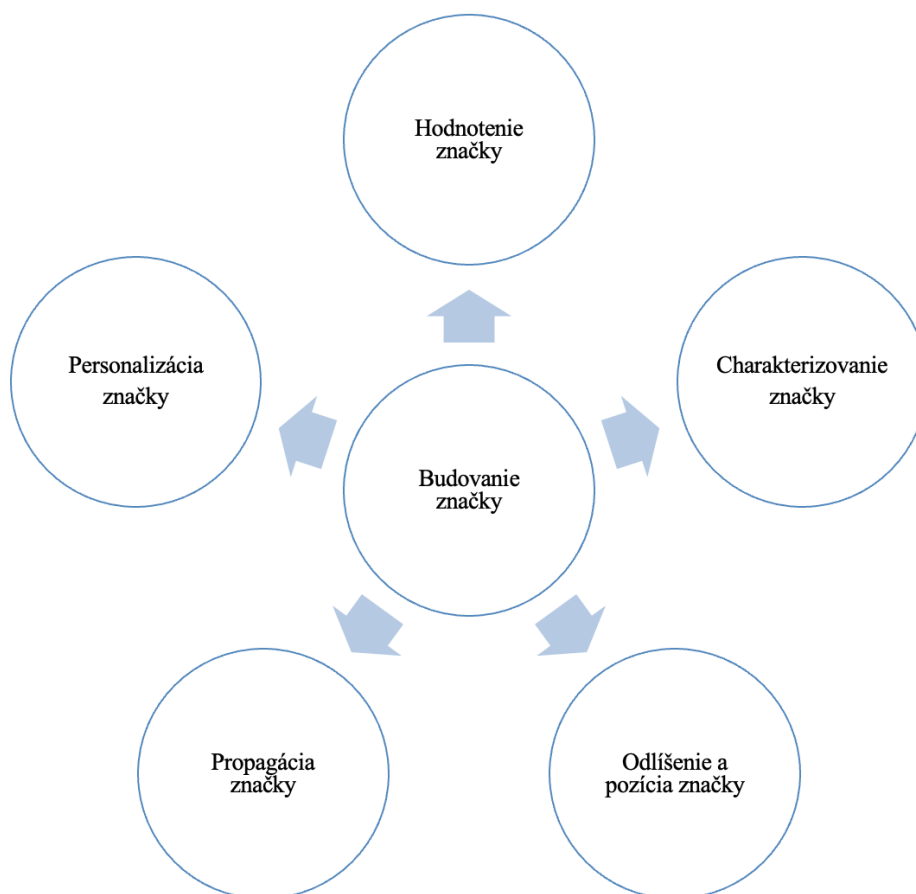 Hodnotenie
značky
Personalizácia
značky
Charakterizovanie
značky
Budovanie
značky
Propagácia
značky
Odlíšenie a
pozícia značky